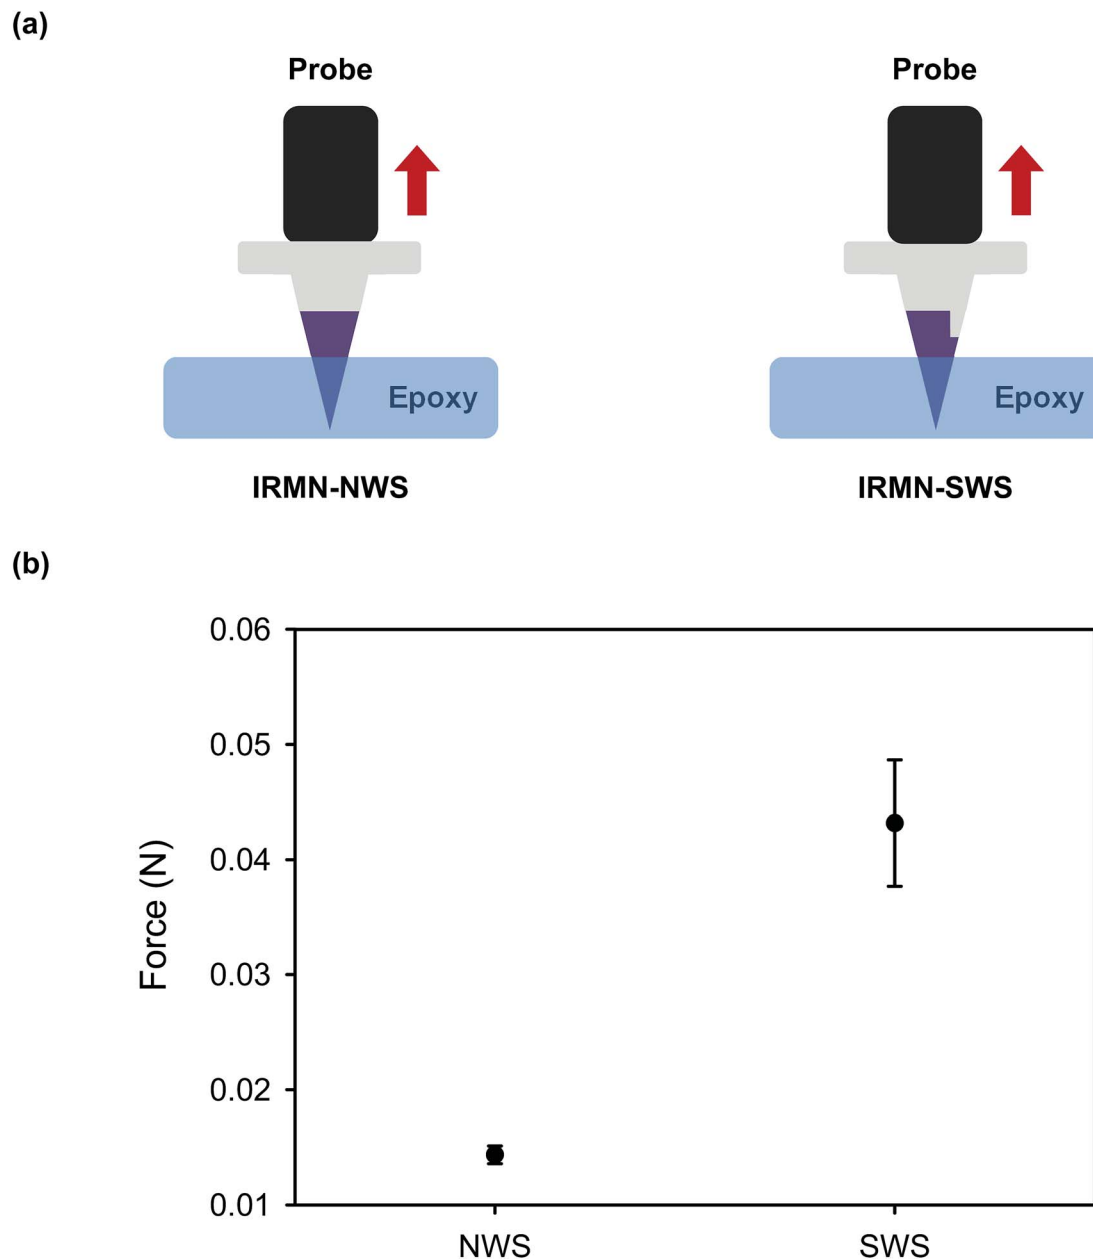 (a)
Probe Probe
Epoxy Epoxy
IRMN-NWS IRMN-SWS
(b)
0.06
0.05
0.04
0.03
0.02
0.01
Force (N)
NWS SWS